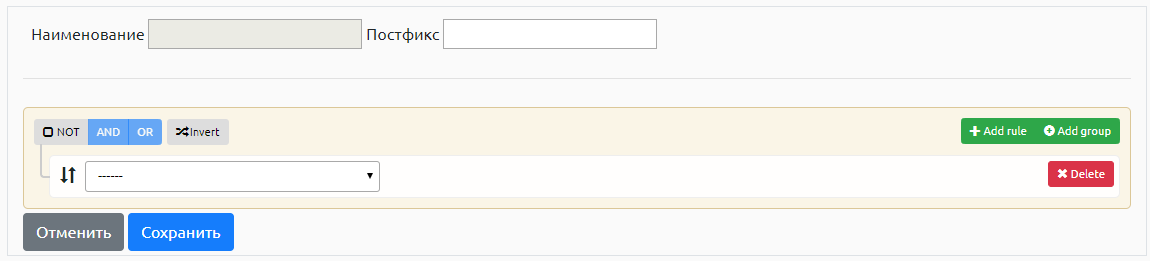 Наименование Постфикс
NOT AND OR Invert Add rule Add group
------ Delete
Отменить Сохранить